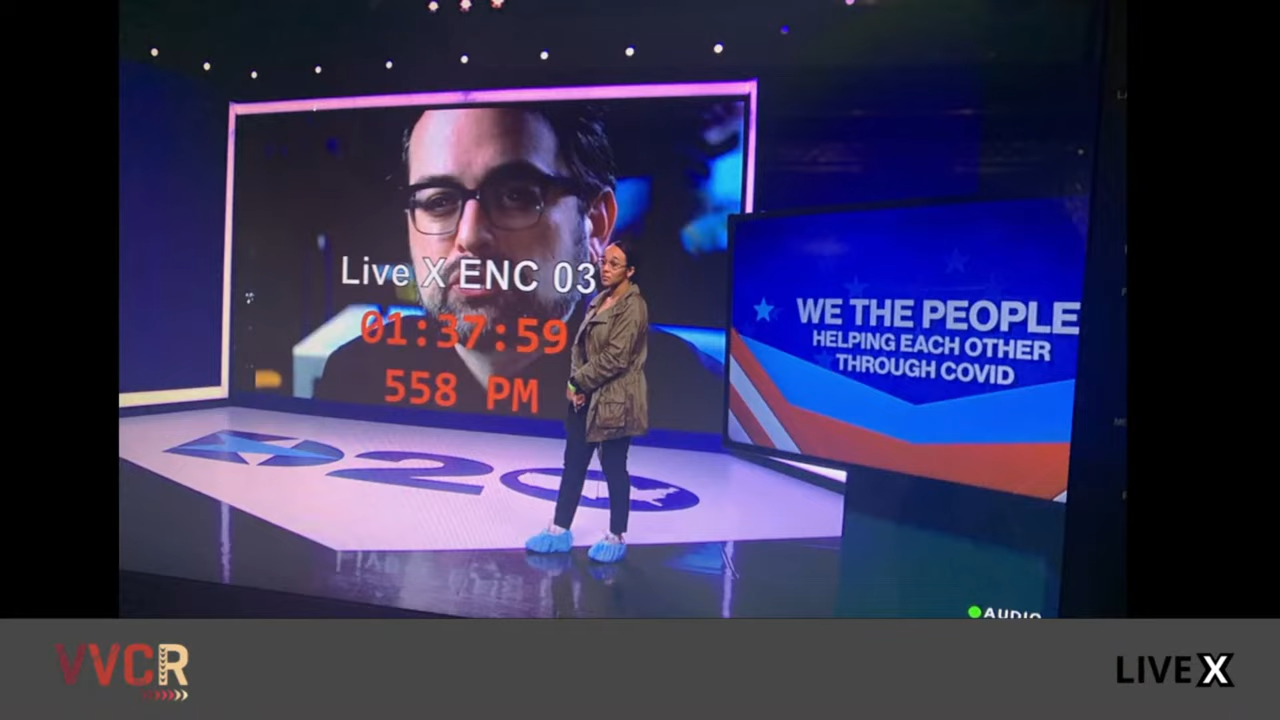 Live X ENC 03
01:37:59
558 PM
WE THE PEOPLE
HELPING EACH OTHER
THROUGH COVID
D20
AUDIO
VVCR
LIVE X